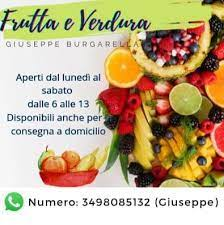 Frutta e Verdura
GIUSEPPE BURGARELLA
Aperti dal lunedì al
sabato
dalle 6 alle 13
Disponibili anche per
consegna a domicilio
Numero: 3498085132 (Giuseppe)